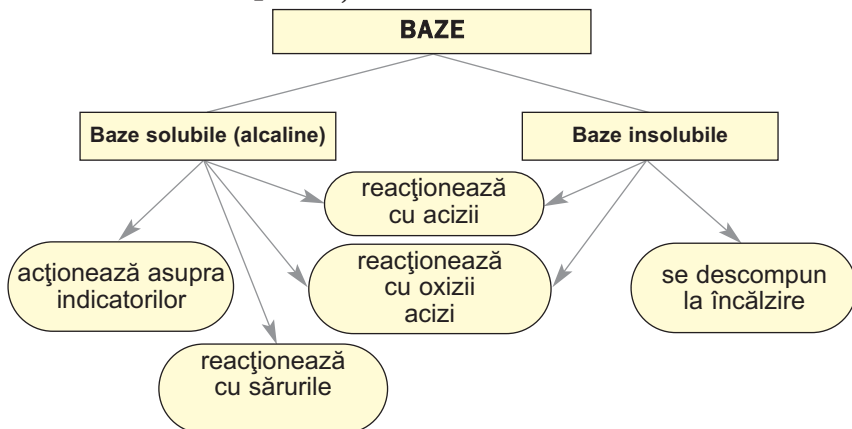 BAZE
Baze solubile (alcaline)
Baze insolubile
reacţionează
cu acizii
acţionează asupra
indicatorilor
reacţionează
cu oxizii
acizi
se descompun
la încălzire
reacţionează
cu sărurile